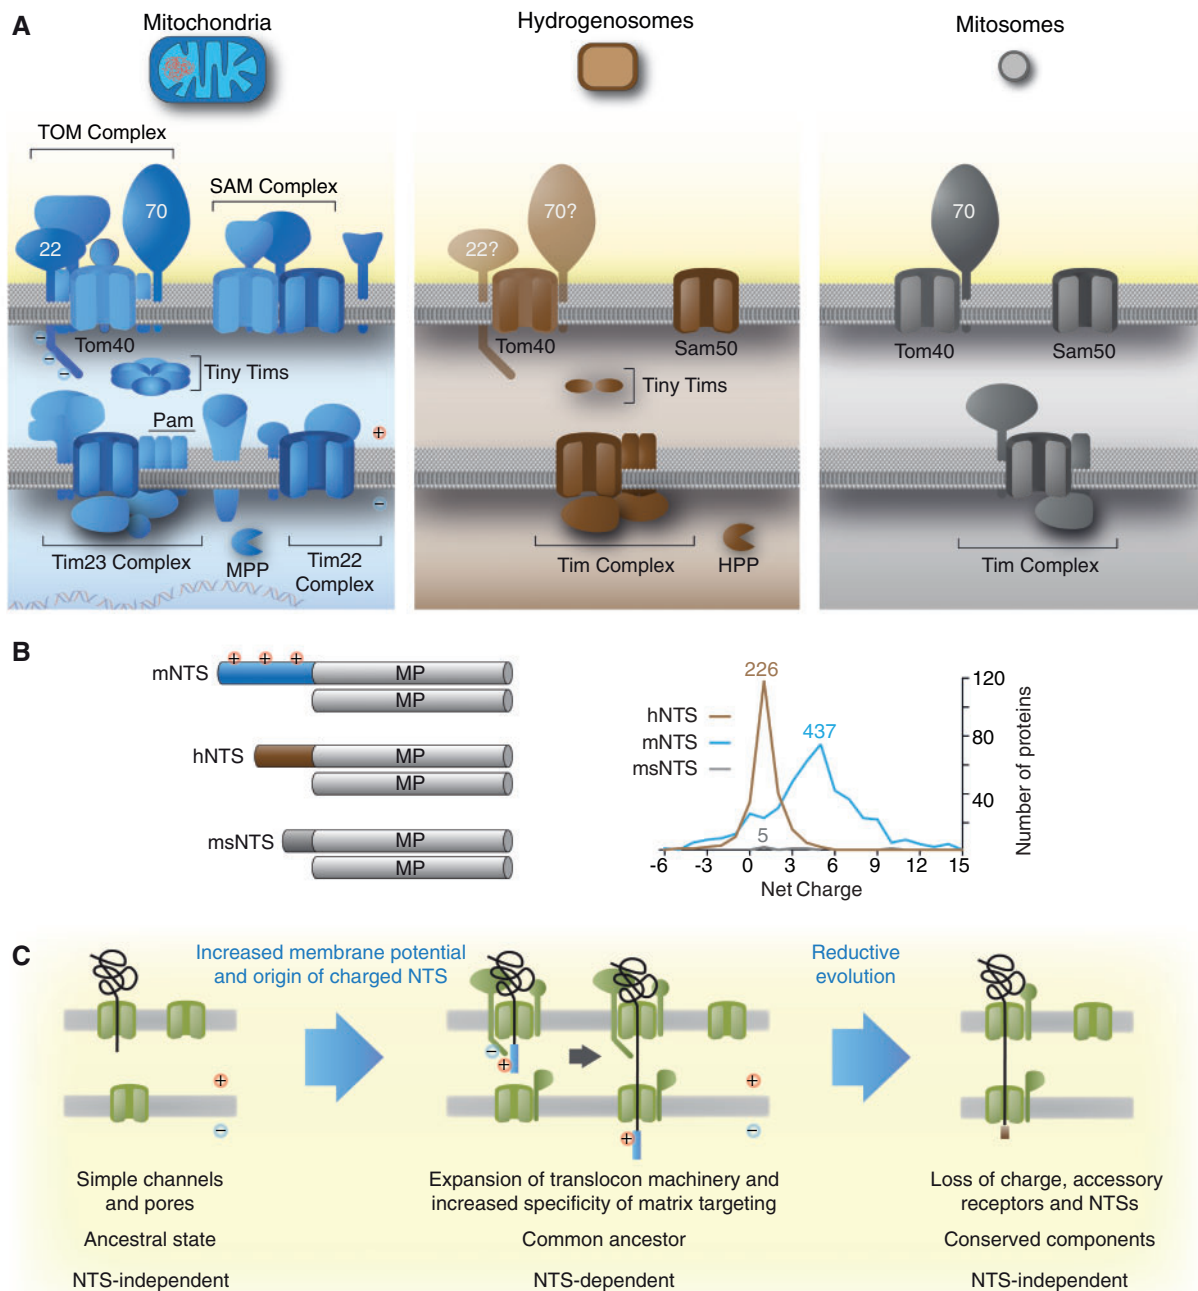 A
Mitochondria
Hydrogenosomes
Mitosomes
TOM Complex
SAM Complex
70
22
Tom40
Tiny Tims
Pam
+
−
−
−
−
Tim23 Complex
MPP
Tim22
Complex
70?
22?
Tom40
Sam50
Tiny Tims
Tim Complex
HPP
70
Tom40
Sam50
Tim Complex
B
+ + +
mNTS
MP
MP
hNTS
MP
MP
msNTS
MP
MP
226
437
5
hNTS
mNTS
msNTS
120
80
40
Number of proteins
-6 -3 0 3 6 9 12 15
Net Charge
C
Increased membrane potential
and origin of charged NTS
Reductive
evolution
+
−
−
+
+
+
−
Simple channels
and pores
Expansion of translocon machinery and
increased specificity of matrix targeting
Loss of charge, accessory
receptors and NTSs
Ancestral state
Common ancestor
Conserved components
NTS-independent
NTS-dependent
NTS-independent